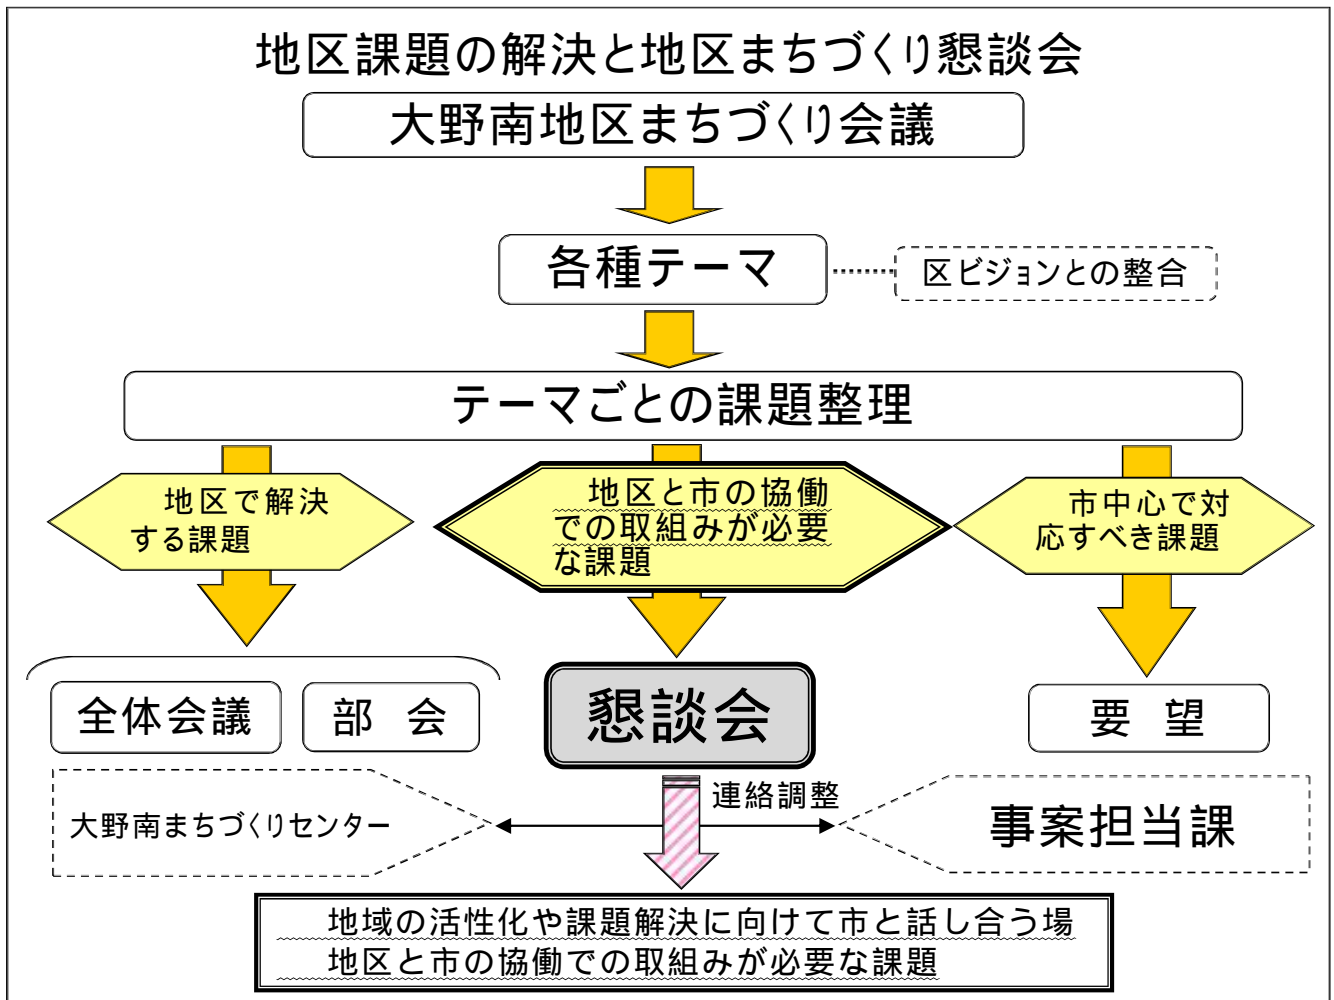 地区課題の解決と地区まちづくり懇談会
大野南地区まちづくり会議
各種テーマ
区ビジョンとの整合
テーマごとの課題整理
地区で解決
する課題
地区と市の協働
での取組みが必要
な課題
市中心で対
応すべき課題
全体会議
部 会
懇談会
要 望
連絡調整
大野南まちづくりセンター
事案担当課
地域の活性化や課題解決に向けて市と話し合う場
地区と市の協働での取組みが必要な課題